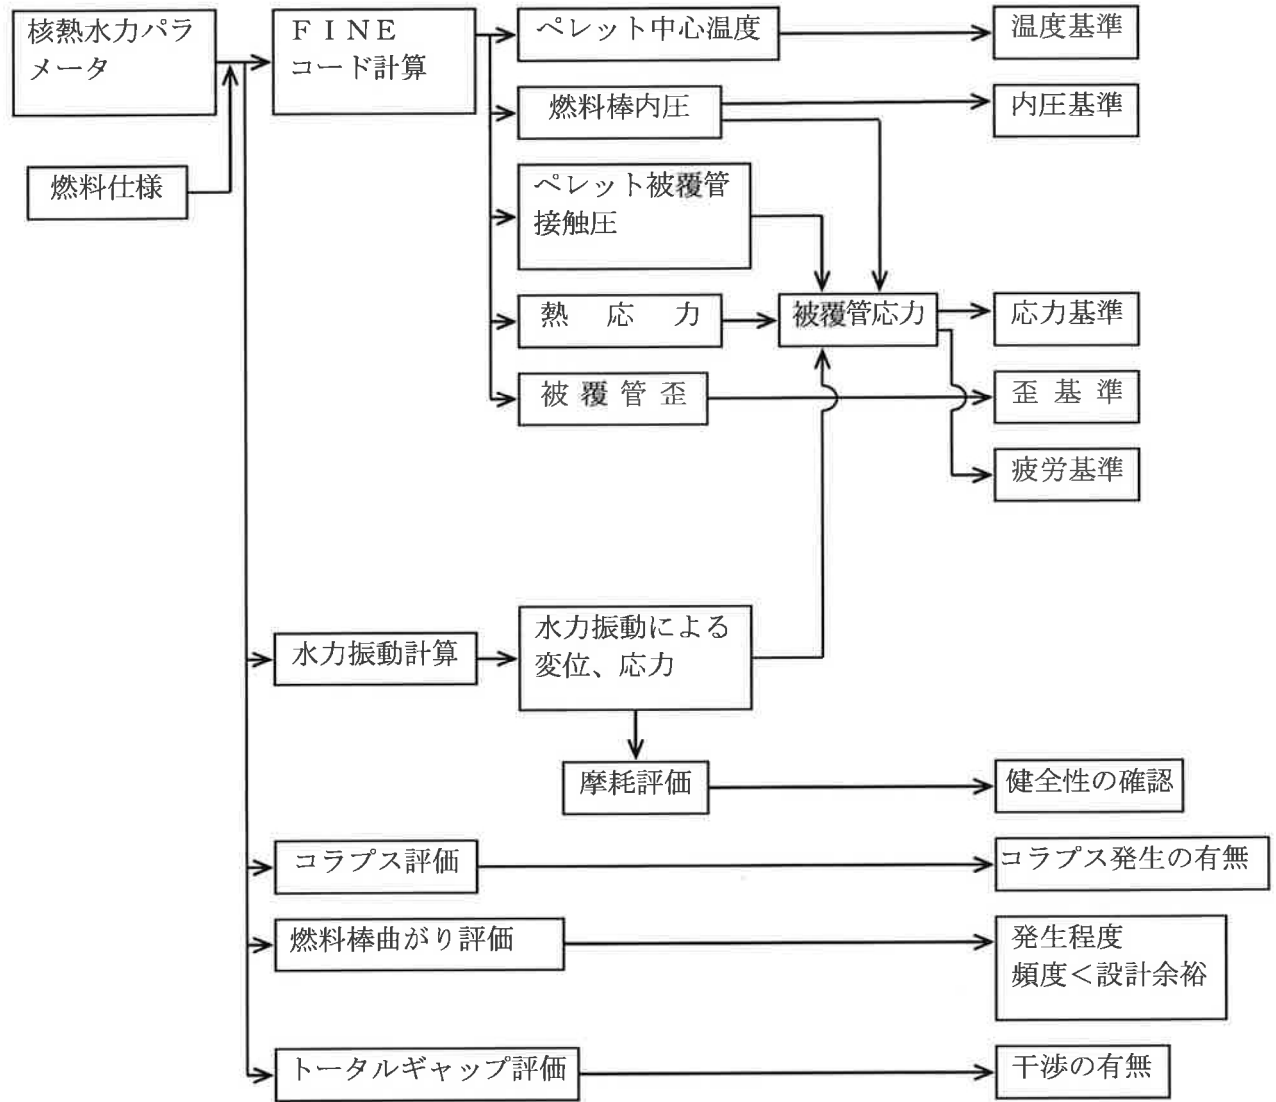 核熱水力パラ
メータ
ＦＩＮＥ
コード計算
ペレット中心温度
温度基準
燃料棒内圧
内圧基準
燃料仕様
ペレット被覆管
接触圧
熱　応　力
被覆管応力
応力基準
被覆管歪
歪基準
疲労基準
水力振動計算
水力振動による
変位、応力
摩耗評価
健全性の確認
コラプス評価
コラプス発生の有無
燃料棒曲がり評価
発生程度
頻度＜設計余裕
トータルギャップ評価
干渉の有無